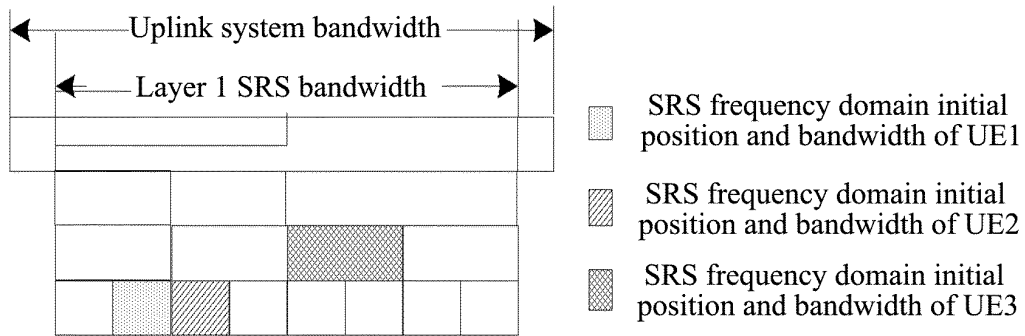 Uplink system bandwidth
Layer 1 SRS bandwidth
SRS frequency domain initial
position and bandwidth of UE1
SRS frequency domain initial
position and bandwidth of UE2
SRS frequency domain initial
position and bandwidth of UE3